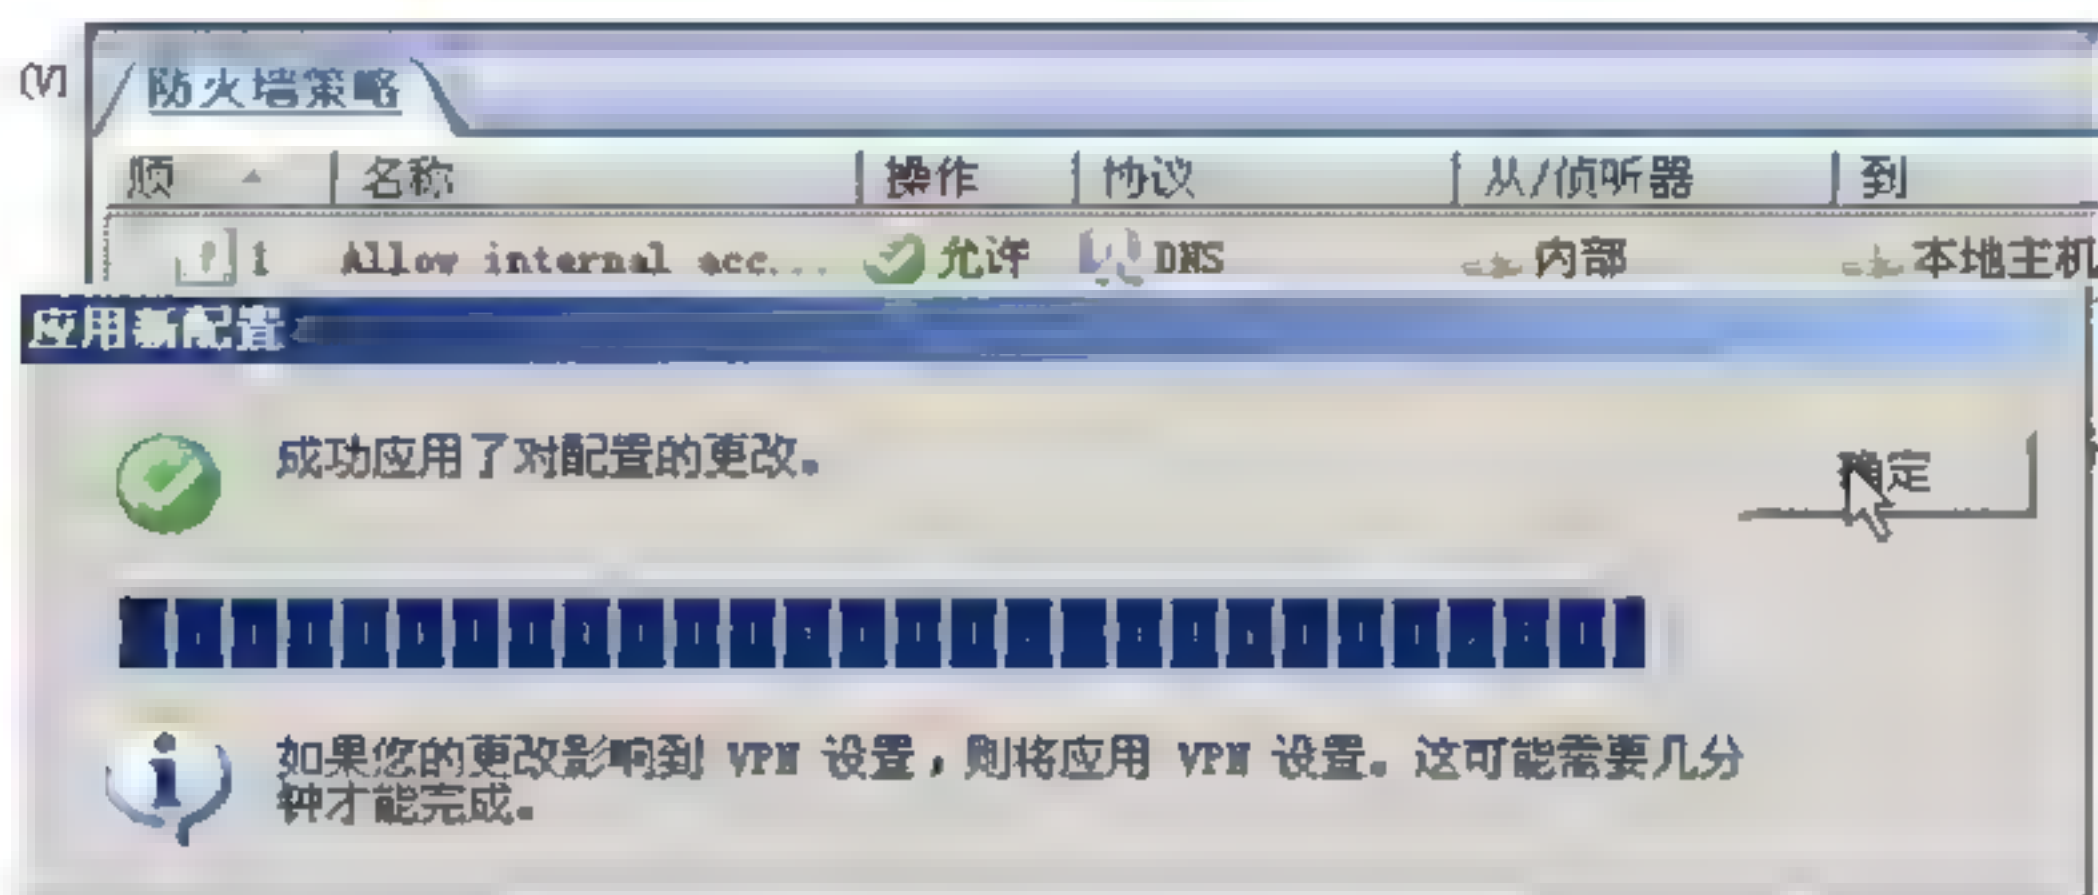 (V)
防火墙策略
顺 名称 操作 协议 从/侦听器 到
1 Allow internal acc... 允许 DNS 内部 本地主机
应用新配置
成功应用了对配置的更改。
确定
如果您的更改影响到 VPN 设置，则将应用 VPN 设置。这可能需要几分
钟才能完成。